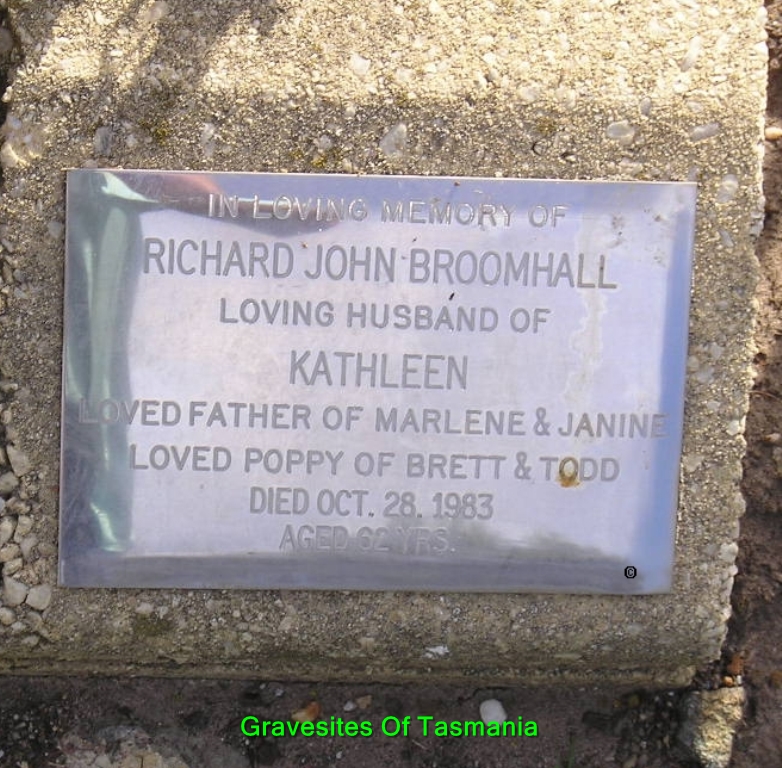 IN LOVING MEMORY OF
RICHARD JOHN BROOMHALL
LOVING HUSBAND OF
KATHLEEN
LOVED FATHER OF MARLENE & JANINE
LOVED POPPY OF BRETT & TODD
DIED OCT. 28. 1983
AGED 62 YRS.
©
Gravesites Of Tasmania